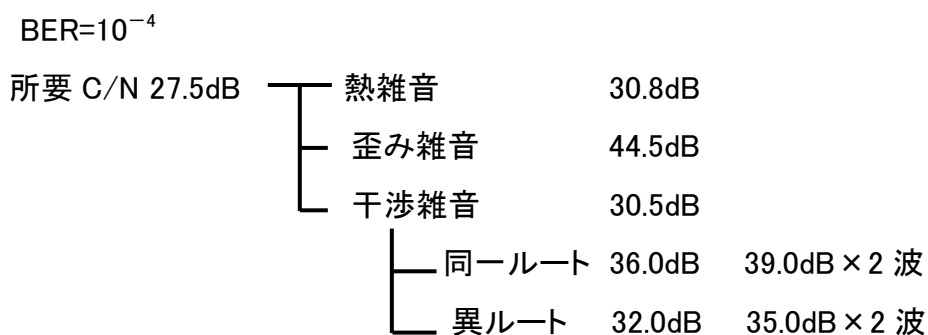 BER=10⁻⁴
所要 C/N 27.5dB 熱雑音 30.8dB
歪み雑音 44.5dB
干渉雑音 30.5dB
同一ルート 36.0dB 39.0dB×2 波
異ルート 32.0dB 35.0dB×2 波